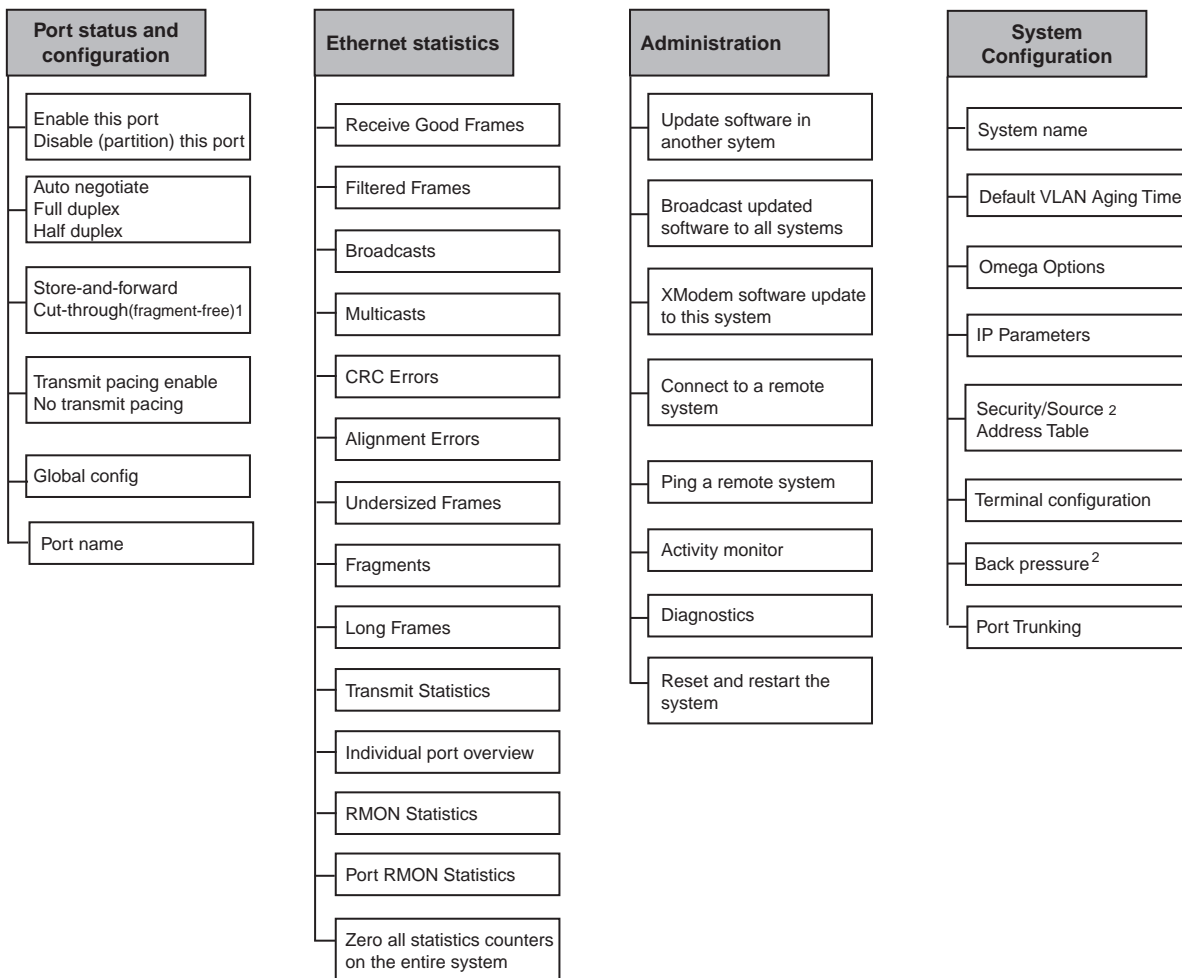 Port status and
configuration
Enable this port
Disable (partition) this port
Auto negotiate
Full duplex
Half duplex
Store-and-forward
Cut-through(fragment-free)1
Transmit pacing enable
No transmit pacing
Global config
Port name
Ethernet statistics
Receive Good Frames
Filtered Frames
Broadcasts
Multicasts
CRC Errors
Alignment Errors
Undersized Frames
Fragments
Long Frames
Transmit Statistics
Individual port overview
RMON Statistics
Port RMON Statistics
Zero all statistics counters
on the entire system
Administration
Update software in
another sytem
Broadcast updated
software to all systems
XModem software update
to this system
Connect to a remote
system
Ping a remote system
Activity monitor
Diagnostics
Reset and restart the
system
System
Configuration
System name
Default VLAN Aging Time
Omega Options
IP Parameters
Security/Source 2
Address Table
Terminal configuration
Back pressure 2
Port Trunking